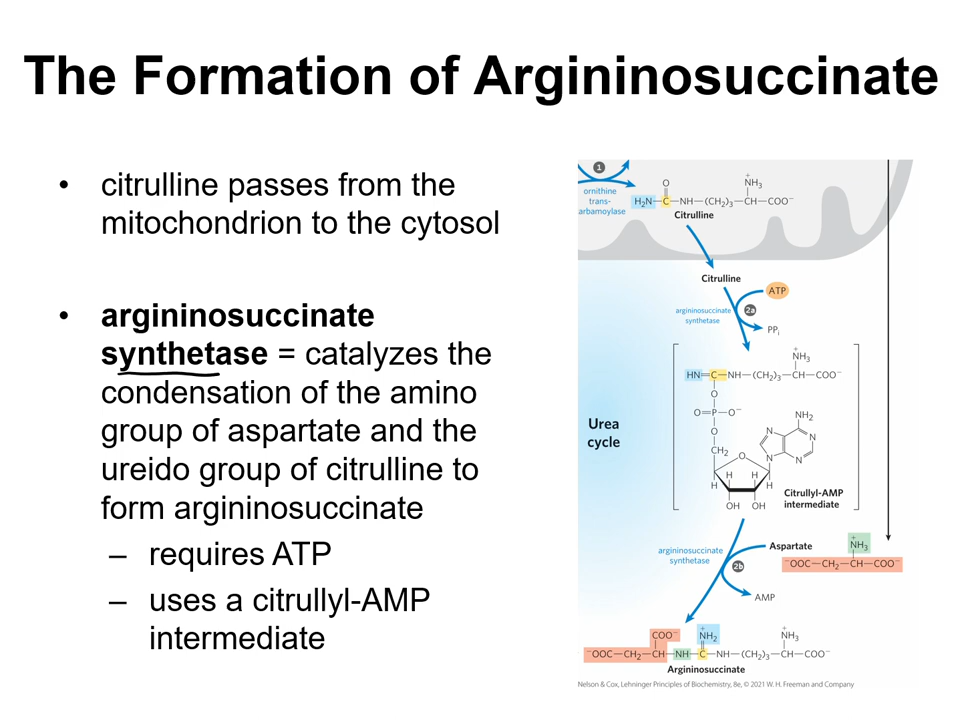 The Formation of Argininosuccinate
• citrulline passes from the
mitochondrion to the cytosol
• argininosuccinate
synthetase = catalyzes the
condensation of the amino
group of aspartate and the
ureido group of citrulline to
form argininosuccinate
– requires ATP
– uses a citrullyl-AMP
intermediate
1
ornithine
trans-
arbamoylase
O
+
NH₃
H₂N—C—NH—(CH₂)₃—CH—COO⁻
Citrulline
Citrulline
ATP
argininosuccinate
synthetase
2a
PPᵢ
+
NH₃
HN=C—NH—(CH₂)₃—CH—COO⁻
O
O=P—O⁻
O
CH₂
O
H H
H H
OH OH
NH₂
N
N
N
N
Citrullyl-AMP
intermediate
Urea
cycle
argininosuccinate
synthetase
2b
Aspartate
+
NH₃
⁻OOC—CH₂—CH—COO⁻
AMP
COO⁻
+
NH₂
+
NH₃
⁻OOC—CH₂—CH—NH—C—NH—(CH₂)₃—CH—COO⁻
Argininosuccinate
Nelson & Cox, Lehninger Principles of Biochemistry, 8e, © 2021 W. H. Freeman and Company